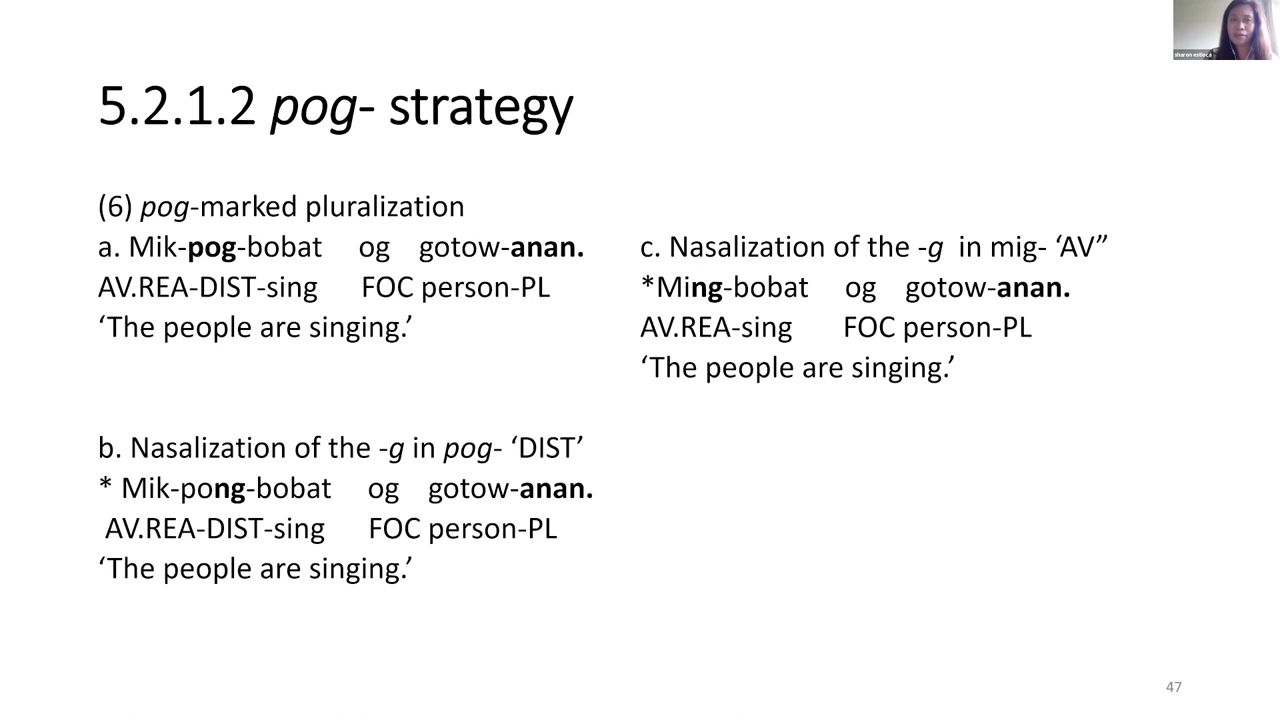 sharon estioca
5.2.1.2 pog- strategy
(6) pog-marked pluralization
a. Mik-pog-bobat og gotow-anan.
AV.REA-DIST-sing FOC person-PL
‘The people are singing.’
b. Nasalization of the -g in pog- ‘DIST’
* Mik-pong-bobat og gotow-anan.
AV.REA-DIST-sing FOC person-PL
‘The people are singing.’
c. Nasalization of the -g in mig- ‘AV”
*Ming-bobat og gotow-anan.
AV.REA-sing FOC person-PL
‘The people are singing.’
47